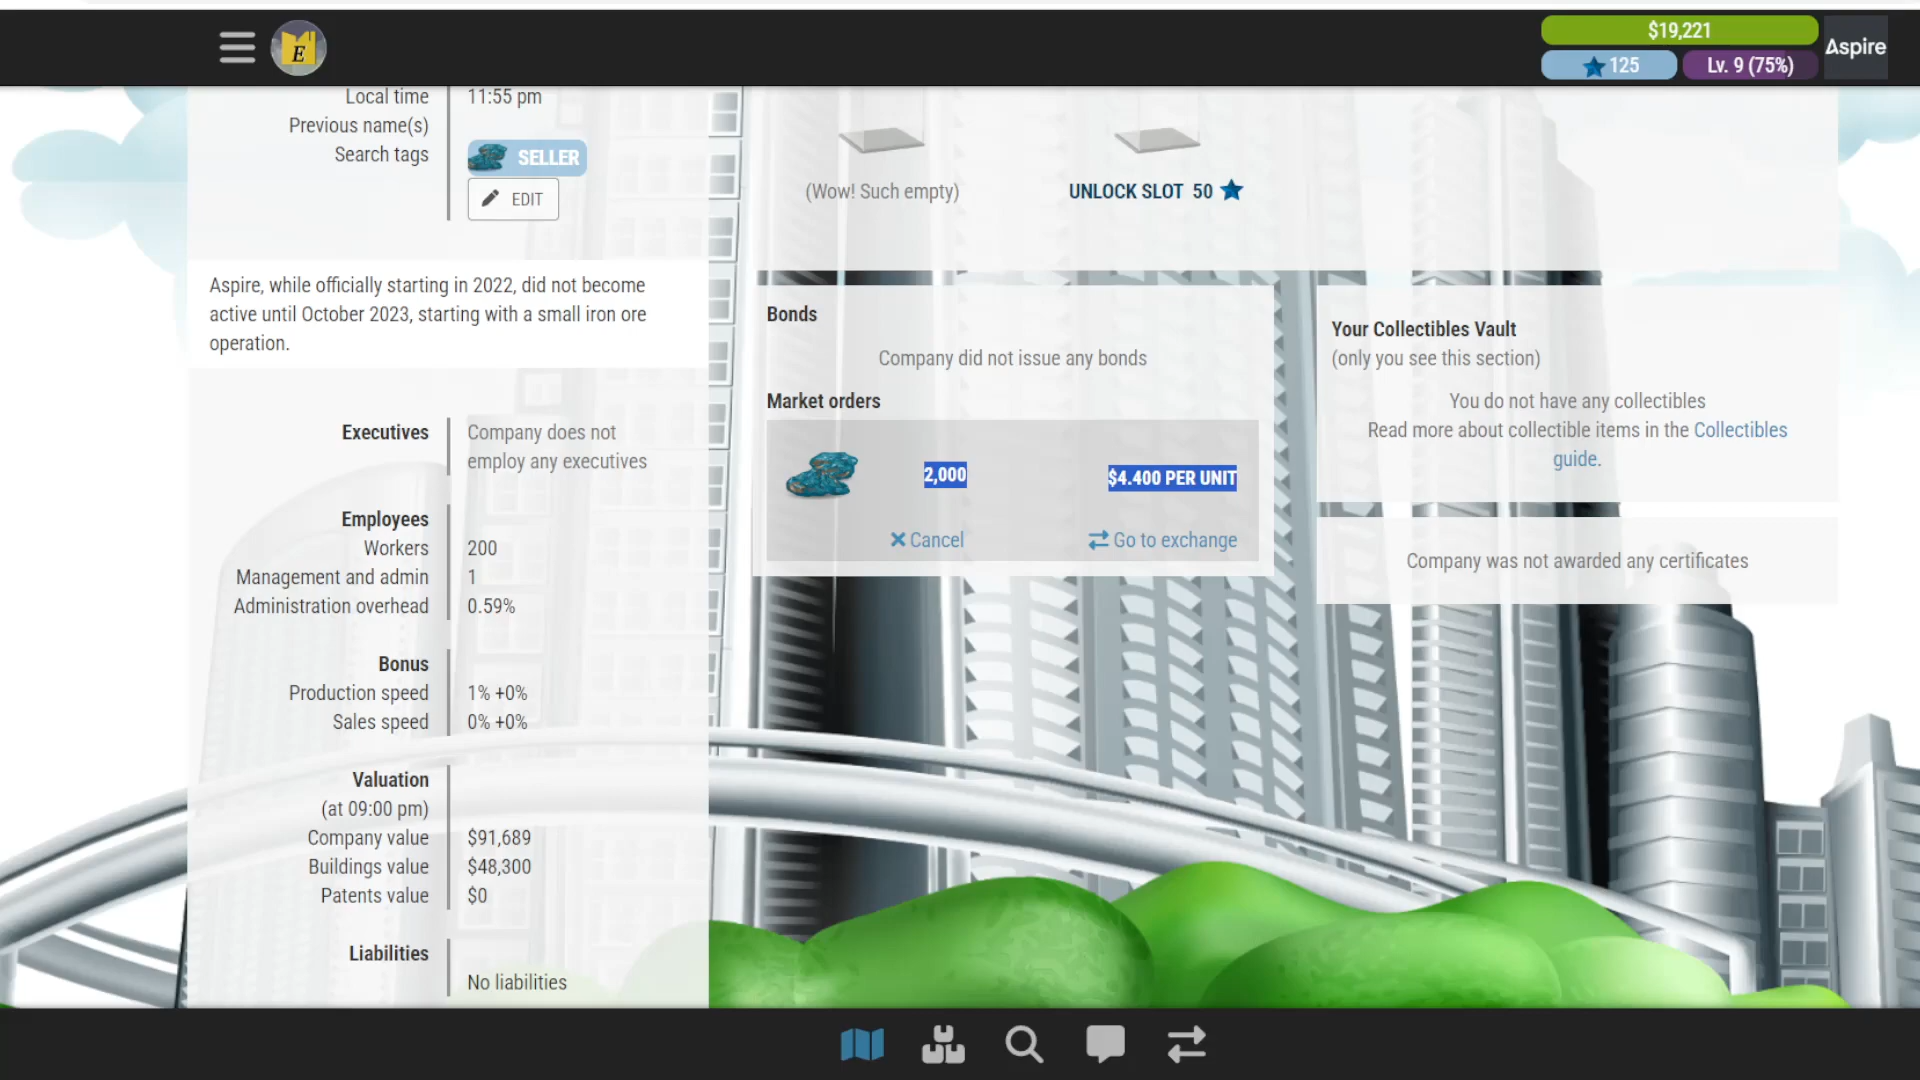 E
$19,221
125
Lv. 9 (75%)
Aspire
Local time 11:55 pm
Previous name(s)
Search tags SELLER
EDIT
(Wow! Such empty)
UNLOCK SLOT 50
Aspire, while officially starting in 2022, did not become
active until October 2023, starting with a small iron ore
operation.
Executives Company does not
employ any executives
Employees
Workers 200
Management and admin 1
Administration overhead 0.59%
Bonus
Production speed 1% +0%
Sales speed 0% +0%
Valuation
(at 09:00 pm)
Company value $91,689
Buildings value $48,300
Patents value $0
Liabilities
No liabilities
Bonds
Company did not issue any bonds
Market orders
2,000 $4.400 PER UNIT
Cancel Go to exchange
Your Collectibles Vault
(only you see this section)
You do not have any collectibles
Read more about collectible items in the Collectibles
guide.
Company was not awarded any certificates